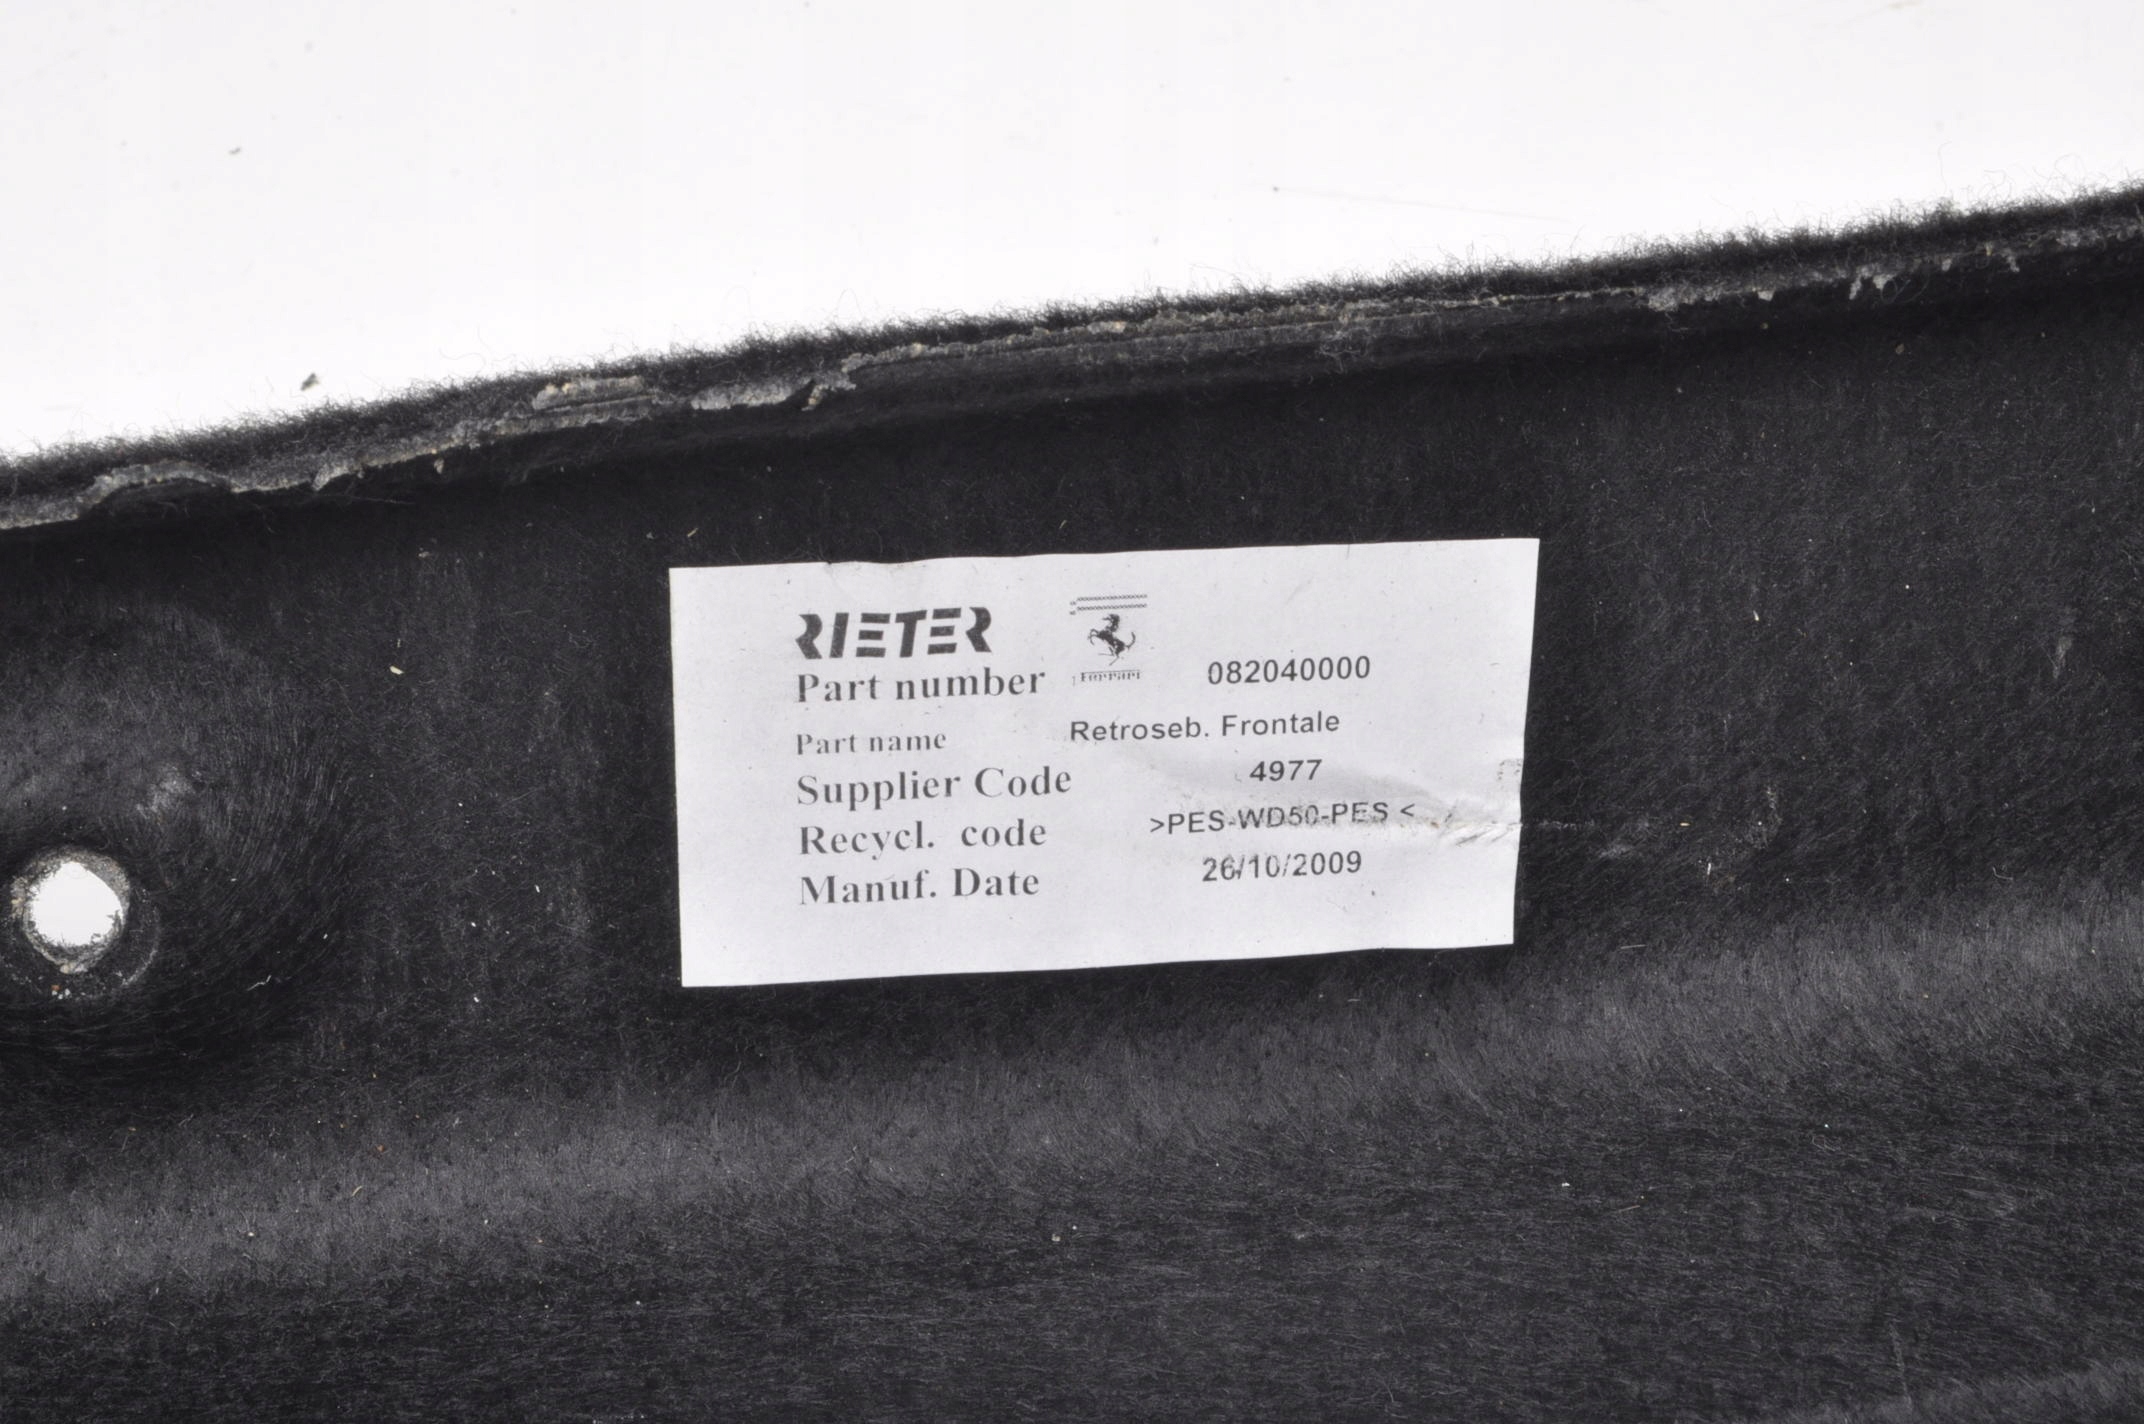 RIETER
Ferrari
Part number 082040000
Part name Retroseb. Frontale
Supplier Code 4977
Recycl. code >PES-WD50-PES <
Manuf. Date 26/10/2009